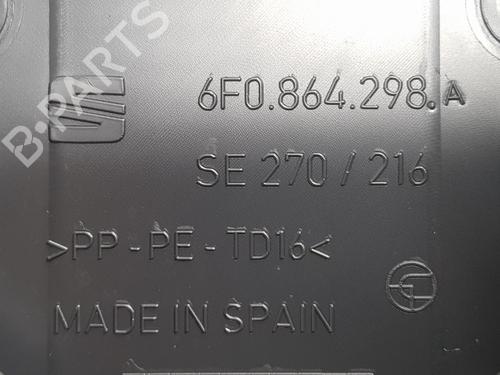 B-PARTS
6F0.864.298.A
SE 270 / 216
>PP-PE-TD16<
MADE IN SPAIN